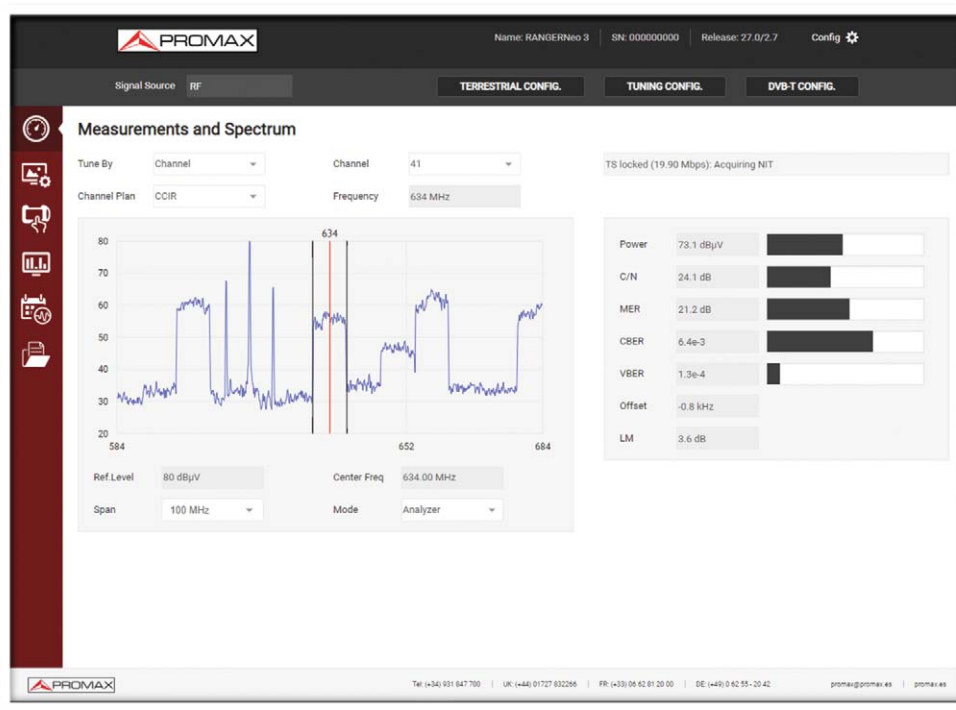 PROMAX
Name: RANGERNeo 3 | SN: 000000000 | Release: 27.0/2.7 Config
Signal Source RF TERRESTRIAL CONFIG. TUNING CONFIG. DVB-T CONFIG.
Measurements and Spectrum
Tune By Channel Channel 41 TS locked (19.90 Mbps): Acquiring NIT
Channel Plan CCIR Frequency 634 MHz
634
80
70
60
50
40
30
20
584 652 684
Ref.Level 80 dBµV Center Freq 634.00 MHz
Span 100 MHz Mode Analyzer
Power 73.1 dBµV
C/N 24.1 dB
MER 21.2 dB
CBER 6.4e-3
VBER 1.3e-4
Offset -0.8 kHz
LM 3.6 dB
PROMAX Tel: (+34) 931 847 700 | UK: (+44) 01727 832266 | FR: (+33) 06 62 81 20 00 | DE: (+49) 0 62 55 - 20 42 promax@promax.es | promax.es